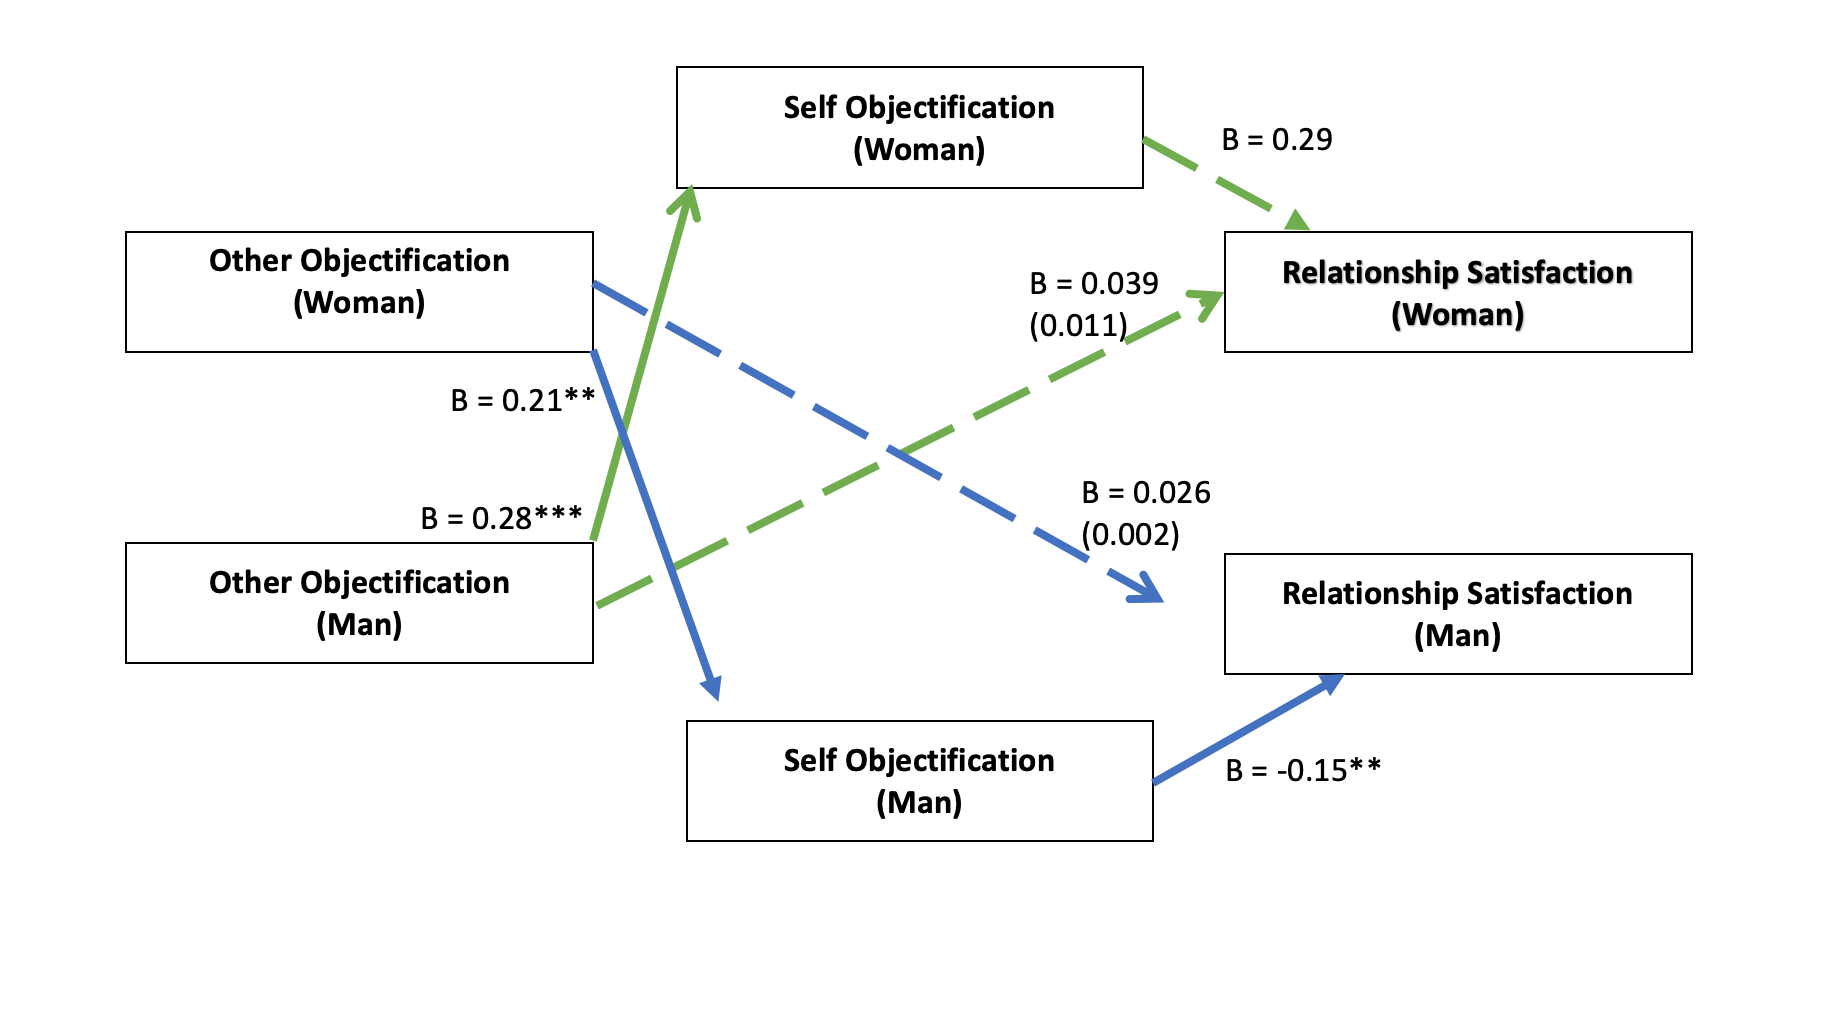 Self Objectification
(Woman)
B = 0.29
Other Objectification
(Woman)
Relationship Satisfaction
(Woman)
B = 0.039
(0.011)
B = 0.21**
B = 0.28***
B = 0.026
(0.002)
Other Objectification
(Man)
Relationship Satisfaction
(Man)
Self Objectification
(Man)
B = -0.15**